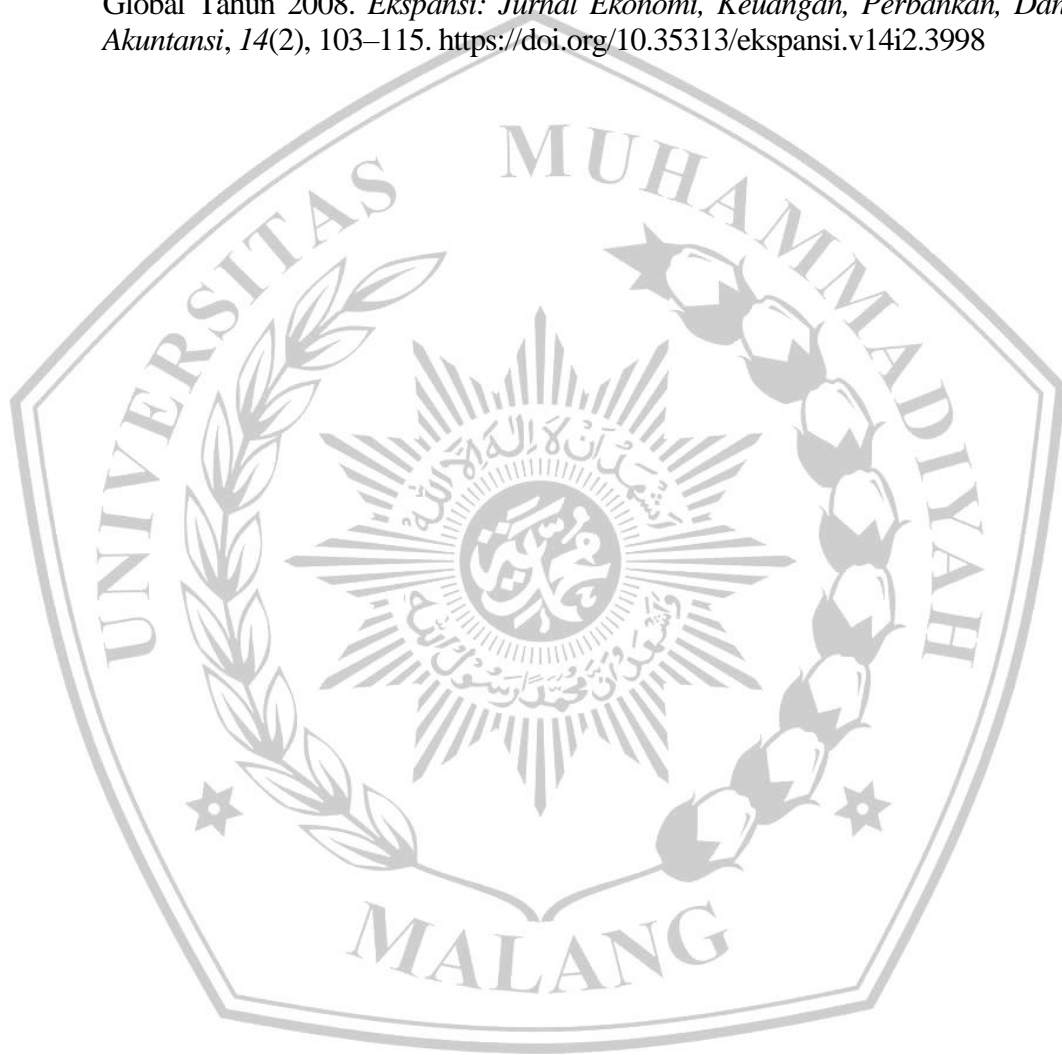 Global Tahun 2008. Ekspansi: Jurnal Ekonomi, Keuangan, Perbankan, Dan
Akuntansi, 14(2), 103–115. https://doi.org/10.35313/ekspansi.v14i2.3998
UNIVERSITAS MUHAMMADIYAH
MALANG